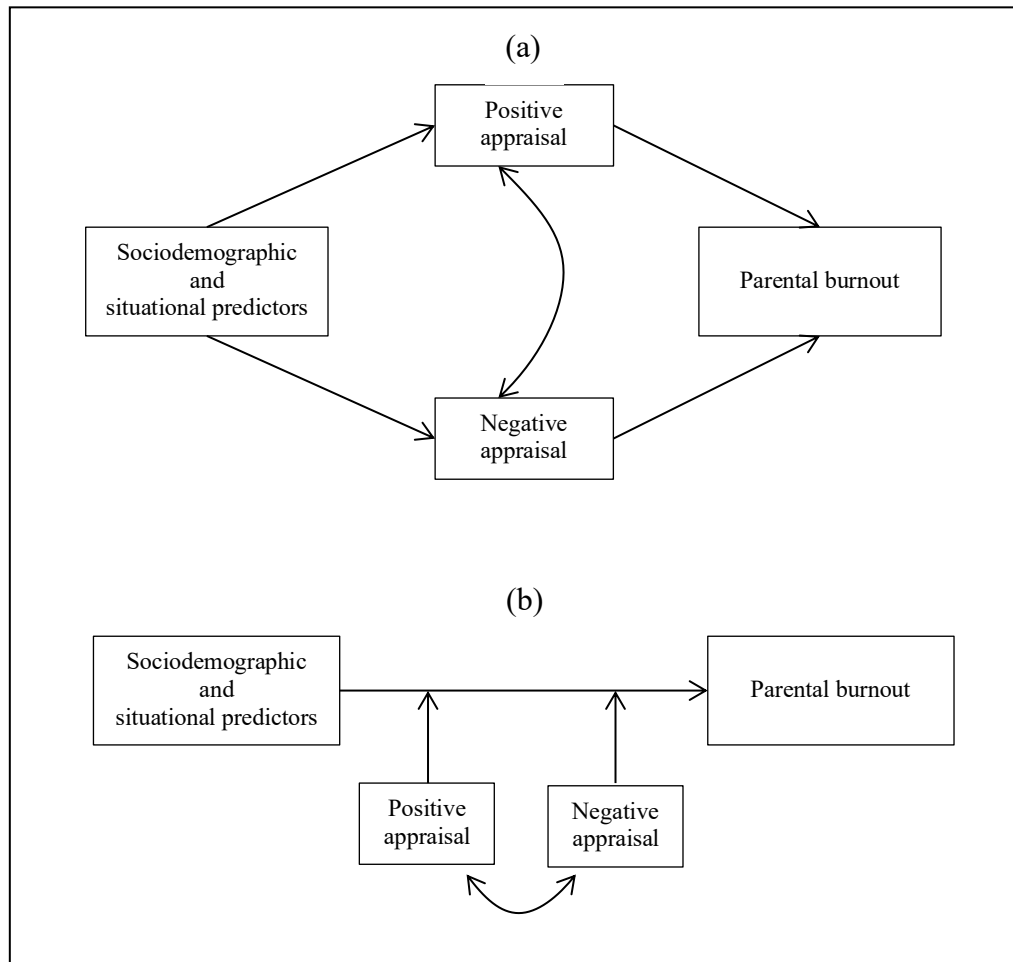 (a)
Positive
appraisal
Sociodemographic
and
situational predictors
Parental burnout
Negative
appraisal
(b)
Sociodemographic
and
situational predictors
Parental burnout
Positive
appraisal
Negative
appraisal